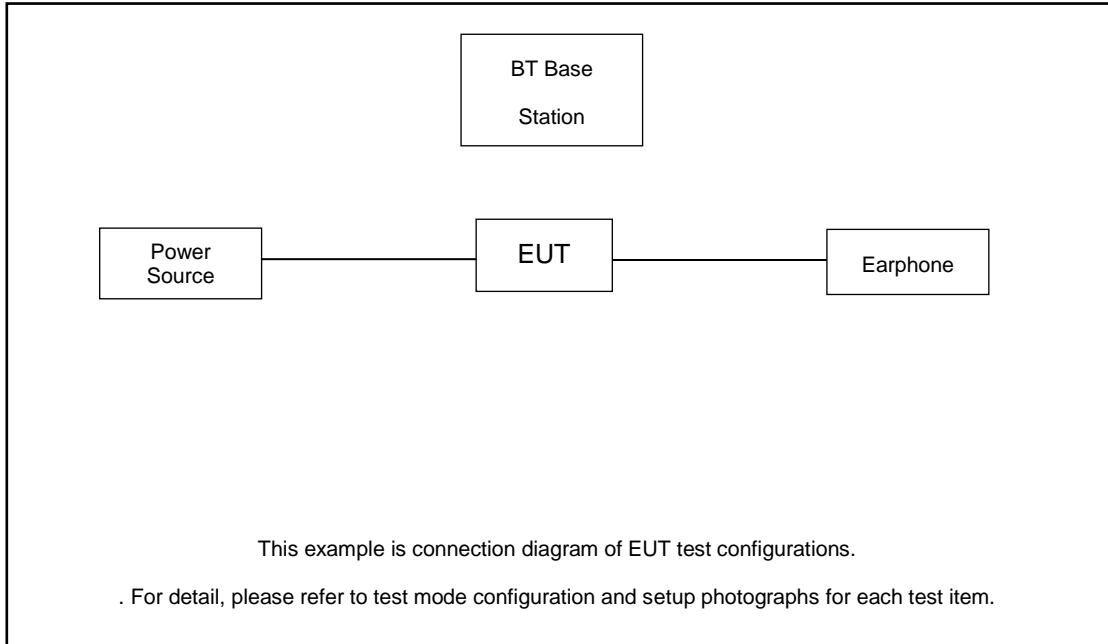 BT Base
Station
Power
Source
EUT
Earphone
This example is connection diagram of EUT test configurations.
. For detail, please refer to test mode configuration and setup photographs for each test item.